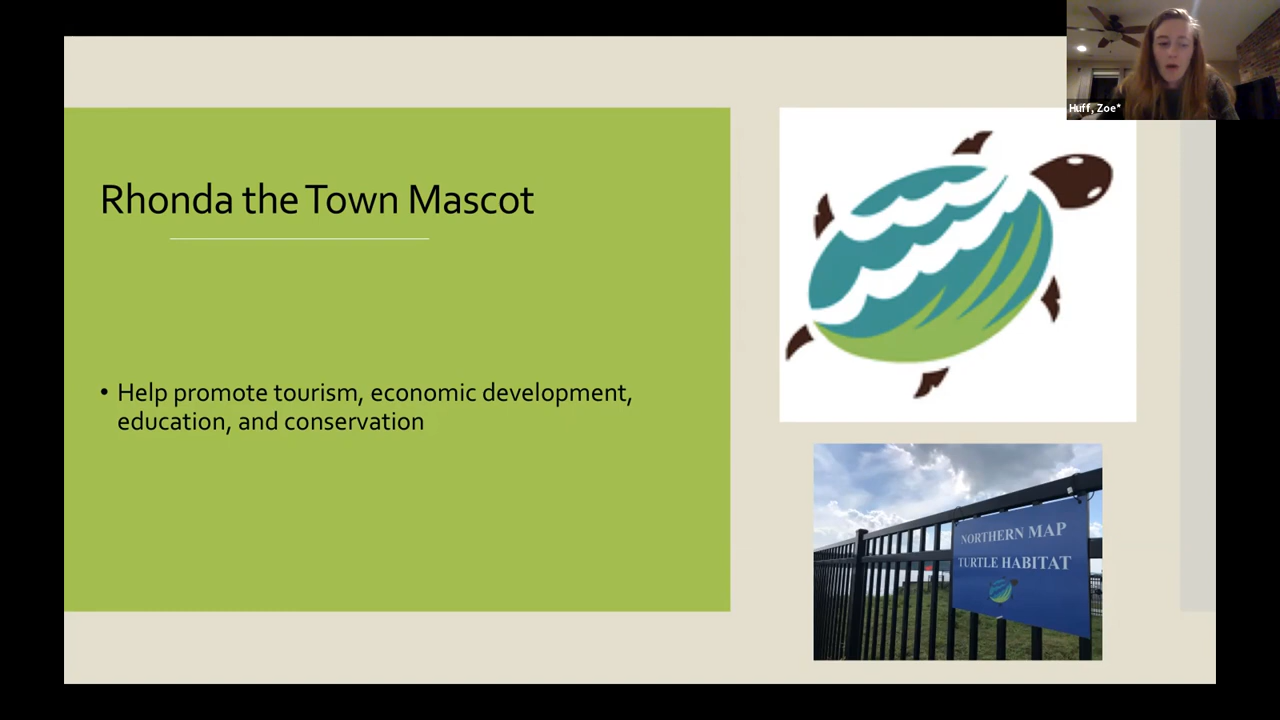 Huff, Zoe*
Rhonda the Town Mascot
• Help promote tourism, economic development,
education, and conservation
NORTHERN MAP
TURTLE HABITAT